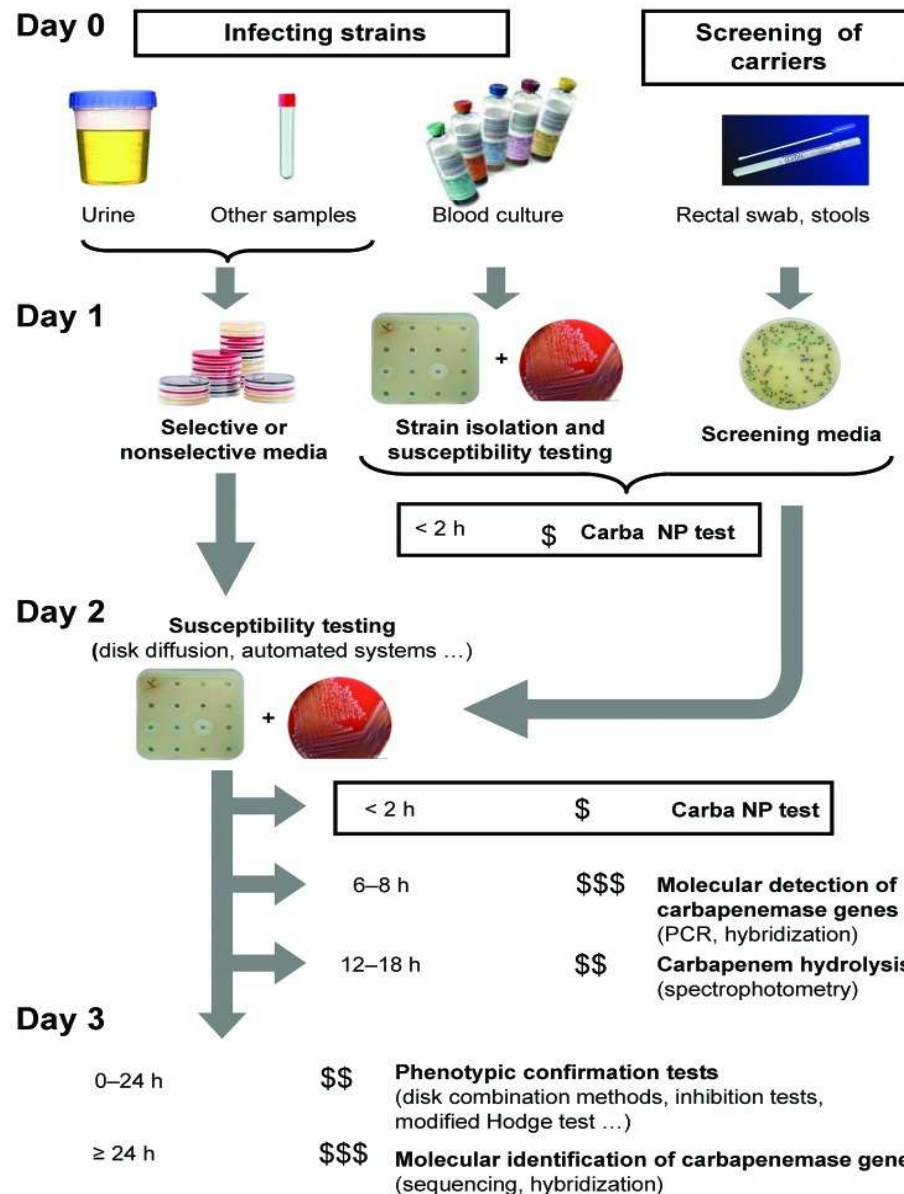 Day 0
Infecting strains
Screening of
carriers
Urine
Other samples
Blood culture
Rectal swab, stools
Day 1
Selective or
nonselective media
+
Strain isolation and
susceptibility testing
Screening media
< 2 h $ Carba NP test
Day 2
Susceptibility testing
(disk diffusion, automated systems ...)
+
< 2 h $ Carba NP test
6–8 h $$$ Molecular detection of
carbapenemase genes
(PCR, hybridization)
12–18 h $$ Carbapenem hydrolysis
(spectrophotometry)
Day 3
0–24 h $$ Phenotypic confirmation tests
(disk combination methods, inhibition tests,
modified Hodge test ...)
≥ 24 h $$$ Molecular identification of carbapenemase gene
(sequencing, hybridization)